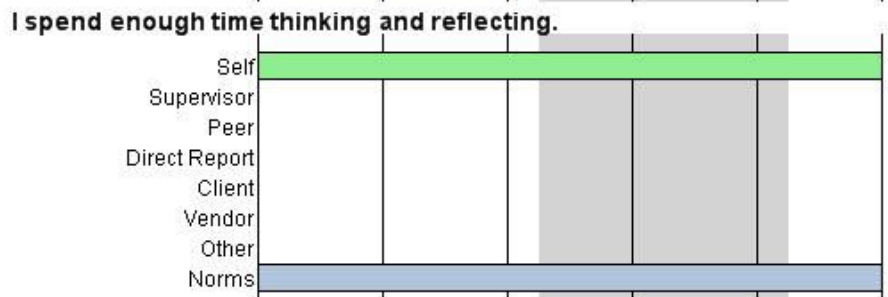 I spend enough time thinking and reflecting.
Self
Supervisor
Peer
Direct Report
Client
Vendor
Other
Norms